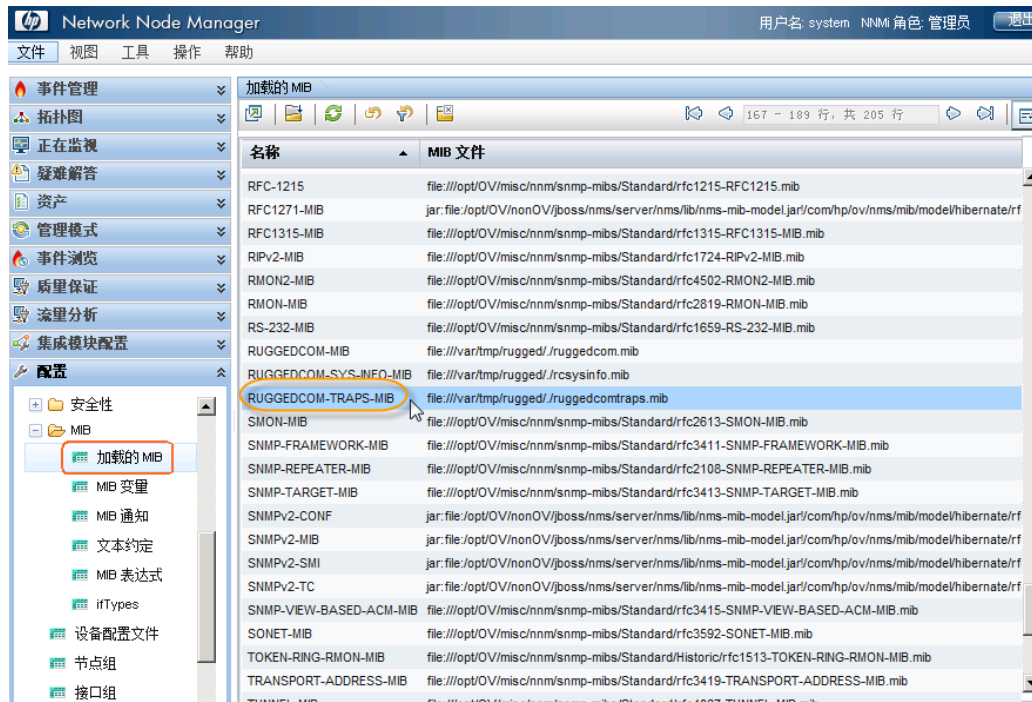 hp Network Node Manager
用户名: system NNMi 角色: 管理员
文件 视图 工具 操作 帮助
事件管理
拓扑图
正在监视
疑难解答
资产
管理模式
事件浏览
质量保证
流里分析
集成模块配置
配置
安全性
MIB
加载的 MIB
MIB 变量
MIB 通知
文本约定
MIB 表达式
ifTypes
设备配置文件
节点组
接口组
加载的 MIB
167 - 189 行, 共 205 行
名称 MIB 文件
RFC-1215 file:///opt/OV/misc/nnm/snmp-mibs/Standard/rfc1215-RFC1215.mib
RFC1271-MIB jar:file:/opt/OV/nonOV/jboss/nms/server/nms/lib/nms-mib-model.jar!/com/hp/ov/nms/mib/model/hibernate/rf
RFC1315-MIB file:///opt/OV/misc/nnm/snmp-mibs/Standard/rfc1315-RFC1315-MIB.mib
RIPv2-MIB file:///opt/OV/misc/nnm/snmp-mibs/Standard/rfc1724-RIPv2-MIB.mib
RMON2-MIB file:///opt/OV/misc/nnm/snmp-mibs/Standard/rfc4502-RMON2-MIB.mib
RMON-MIB file:///opt/OV/misc/nnm/snmp-mibs/Standard/rfc2819-RMON-MIB.mib
RS-232-MIB file:///opt/OV/misc/nnm/snmp-mibs/Standard/rfc1659-RS-232-MIB.mib
RUGGEDCOM-MIB file:///var/tmp/rugged/./ruggedcom.mib
RUGGEDCOM-SYS-INFO-MIB file:///var/tmp/rugged/./rcsysinfo.mib
RUGGEDCOM-TRAPS-MIB file:///var/tmp/rugged/./ruggedcomtraps.mib
SMON-MIB file:///opt/OV/misc/nnm/snmp-mibs/Standard/rfc2613-SMON-MIB.mib
SNMP-FRAMEWORK-MIB file:///opt/OV/misc/nnm/snmp-mibs/Standard/rfc3411-SNMP-FRAMEWORK-MIB.mib
SNMP-REPEATER-MIB file:///opt/OV/misc/nnm/snmp-mibs/Standard/rfc2108-SNMP-REPEATER-MIB.mib
SNMP-TARGET-MIB file:///opt/OV/misc/nnm/snmp-mibs/Standard/rfc3413-SNMP-TARGET-MIB.mib
SNMPv2-CONF jar:file:/opt/OV/nonOV/jboss/nms/server/nms/lib/nms-mib-model.jar!/com/hp/ov/nms/mib/model/hibernate/rf
SNMPv2-MIB jar:file:/opt/OV/nonOV/jboss/nms/server/nms/lib/nms-mib-model.jar!/com/hp/ov/nms/mib/model/hibernate/rf
SNMPv2-SMI jar:file:/opt/OV/nonOV/jboss/nms/server/nms/lib/nms-mib-model.jar!/com/hp/ov/nms/mib/model/hibernate/rf
SNMPv2-TC jar:file:/opt/OV/nonOV/jboss/nms/server/nms/lib/nms-mib-model.jar!/com/hp/ov/nms/mib/model/hibernate/rf
SNMP-VIEW-BASED-ACM-MIB file:///opt/OV/misc/nnm/snmp-mibs/Standard/rfc3415-SNMP-VIEW-BASED-ACM-MIB.mib
SONET-MIB file:///opt/OV/misc/nnm/snmp-mibs/Standard/rfc3592-SONET-MIB.mib
TOKEN-RING-RMON-MIB file:///opt/OV/misc/nnm/snmp-mibs/Standard/Historic/rfc1513-TOKEN-RING-RMON-MIB.mib
TRANSPORT-ADDRESS-MIB file:///opt/OV/misc/nnm/snmp-mibs/Standard/rfc3419-TRANSPORT-ADDRESS-MIB.mib